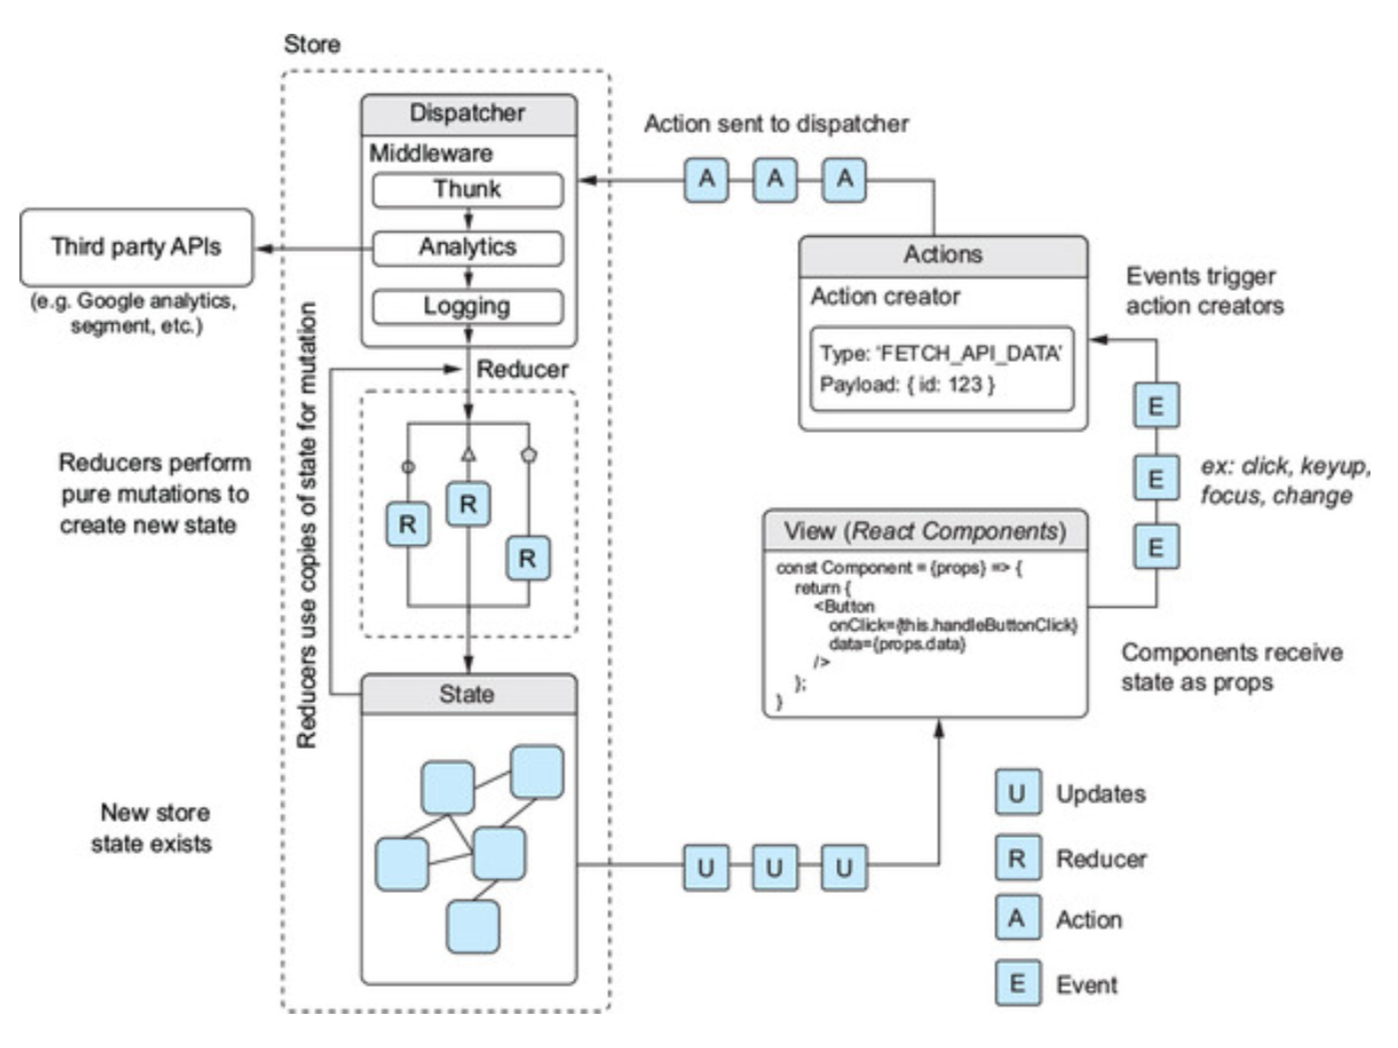 Store
Dispatcher
Middleware
Thunk
Analytics
Logging
Third party APIs
(e.g. Google analytics,
segment, etc.)
Action sent to dispatcher
A
A
A
Actions
Action creator
Type: ‘FETCH_API_DATA’
Payload: { id: 123 }
Events trigger
action creators
E
E
E
ex: click, keyup,
focus, change
Reducer
Reducers use copies of state for mutation
Reducers perform
pure mutations to
create new state
R
R
R
View (React Components)
const Component = {props} => {
return {
<Button
onClick={this.handleButtonClick}
data={props.data}
/>
};
}
Components receive
state as props
State
New store
state exists
U
U
U
U Updates
R Reducer
A Action
E Event